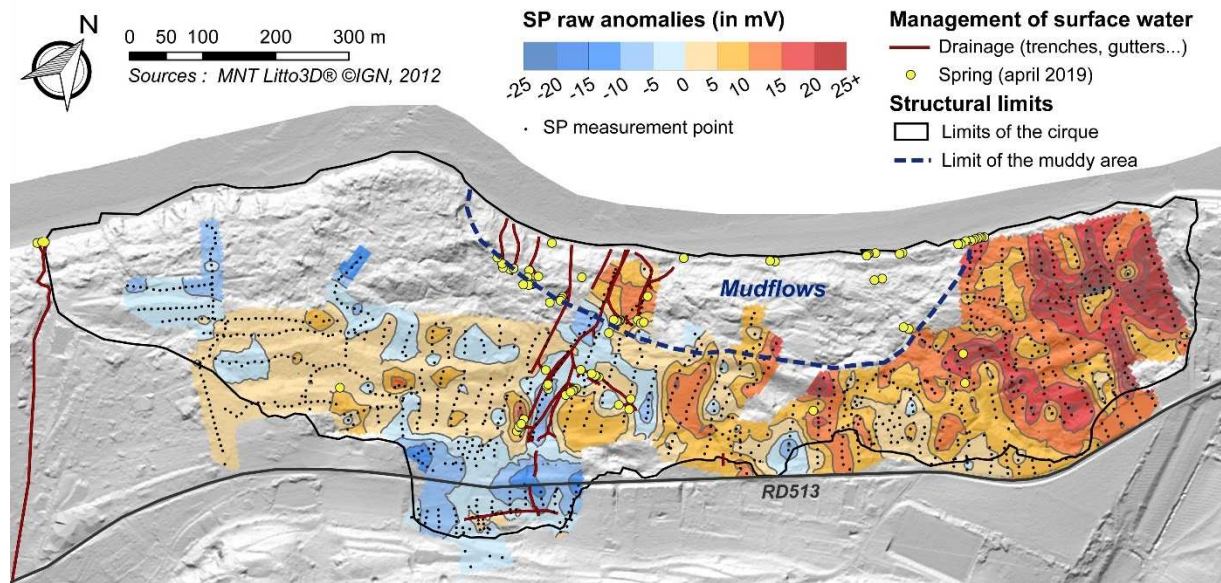 N
0 50 100 200 300 m
Sources : MNT Litto3D® ©IGN, 2012
SP raw anomalies (in mV)
-25 -20 -15 -10 -5 0 5 10 15 20 25+
SP measurement point
Management of surface water
Drainage (trenches, gutters...)
Spring (april 2019)
Structural limits
Limits of the cirque
Limit of the muddy area
Mudflows
RD513